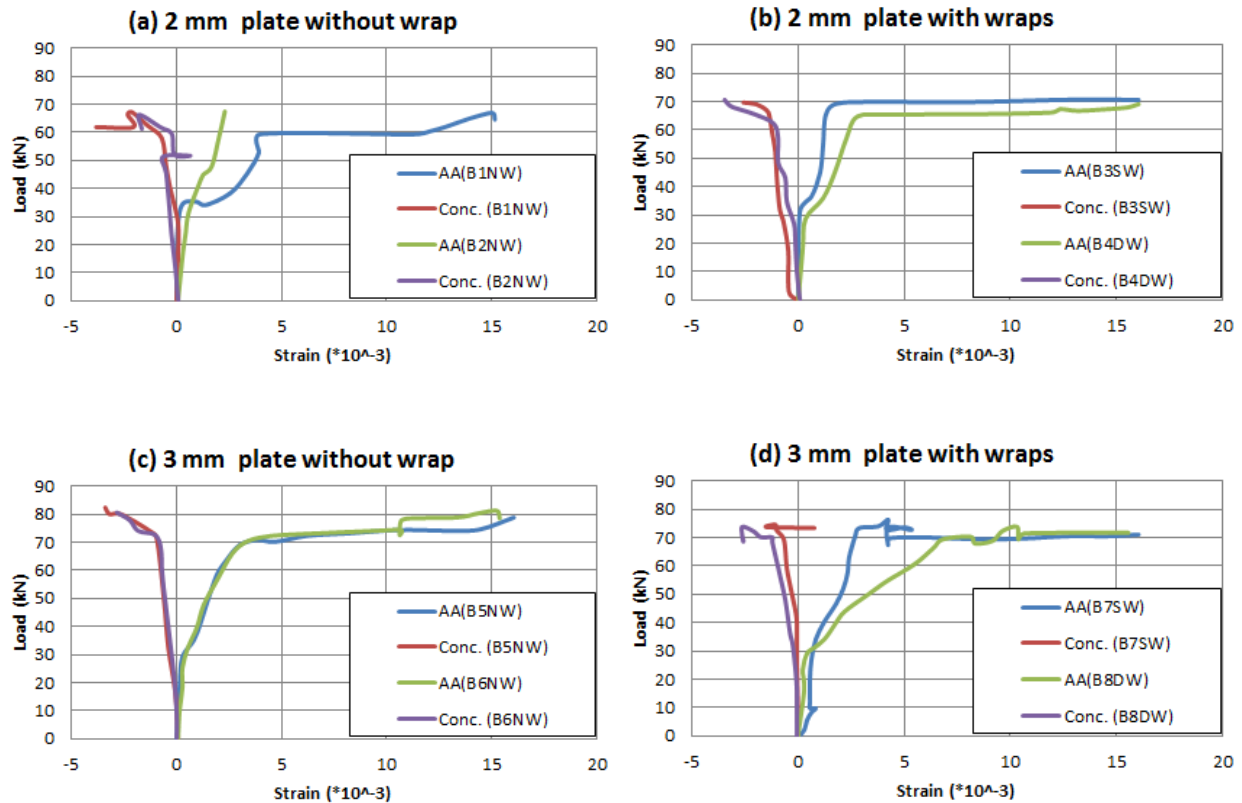 (a) 2 mm plate without wrap
90
80
70
60
50
40
30
20
10
0
Load (kN)
-5 0 5 10 15 20
Strain (*10^-3)
AA(B1NW)
Conc. (B1NW)
AA(B2NW)
Conc. (B2NW)
(b) 2 mm plate with wraps
90
80
70
60
50
40
30
20
10
0
Load (kN)
-5 0 5 10 15 20
Strain (*10^-3)
AA(B3SW)
Conc. (B3SW)
AA(B4DW)
Conc. (B4DW)
(c) 3 mm plate without wrap
90
80
70
60
50
40
30
20
10
0
Load (kN)
-5 0 5 10 15 20
Strain (*10^-3)
AA(B5NW)
Conc. (B5NW)
AA(B6NW)
Conc. (B6NW)
(d) 3 mm plate with wraps
90
80
70
60
50
40
30
20
10
0
Load (kN)
-5 0 5 10 15 20
Strain (*10^-3)
AA(B7SW)
Conc. (B7SW)
AA(B8DW)
Conc. (B8DW)